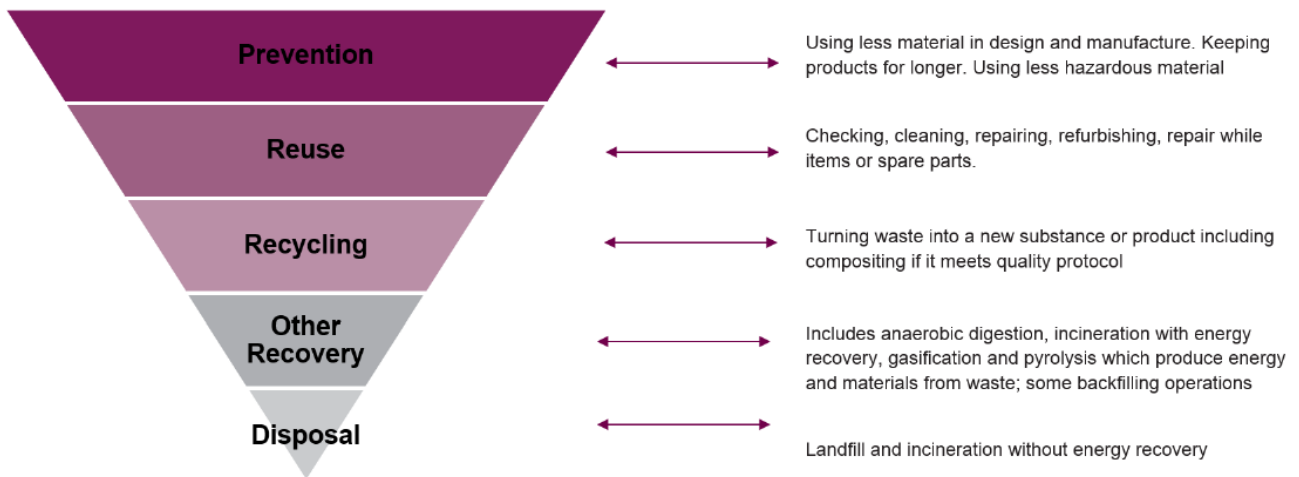 Prevention
Using less material in design and manufacture. Keeping
products for longer. Using less hazardous material
Reuse
Checking, cleaning, repairing, refurbishing, repair while
items or spare parts.
Recycling
Turning waste into a new substance or product including
compositing if it meets quality protocol
Other
Recovery
Includes anaerobic digestion, incineration with energy
recovery, gasification and pyrolysis which produce energy
and materials from waste; some backfilling operations
Disposal
Landfill and incineration without energy recovery